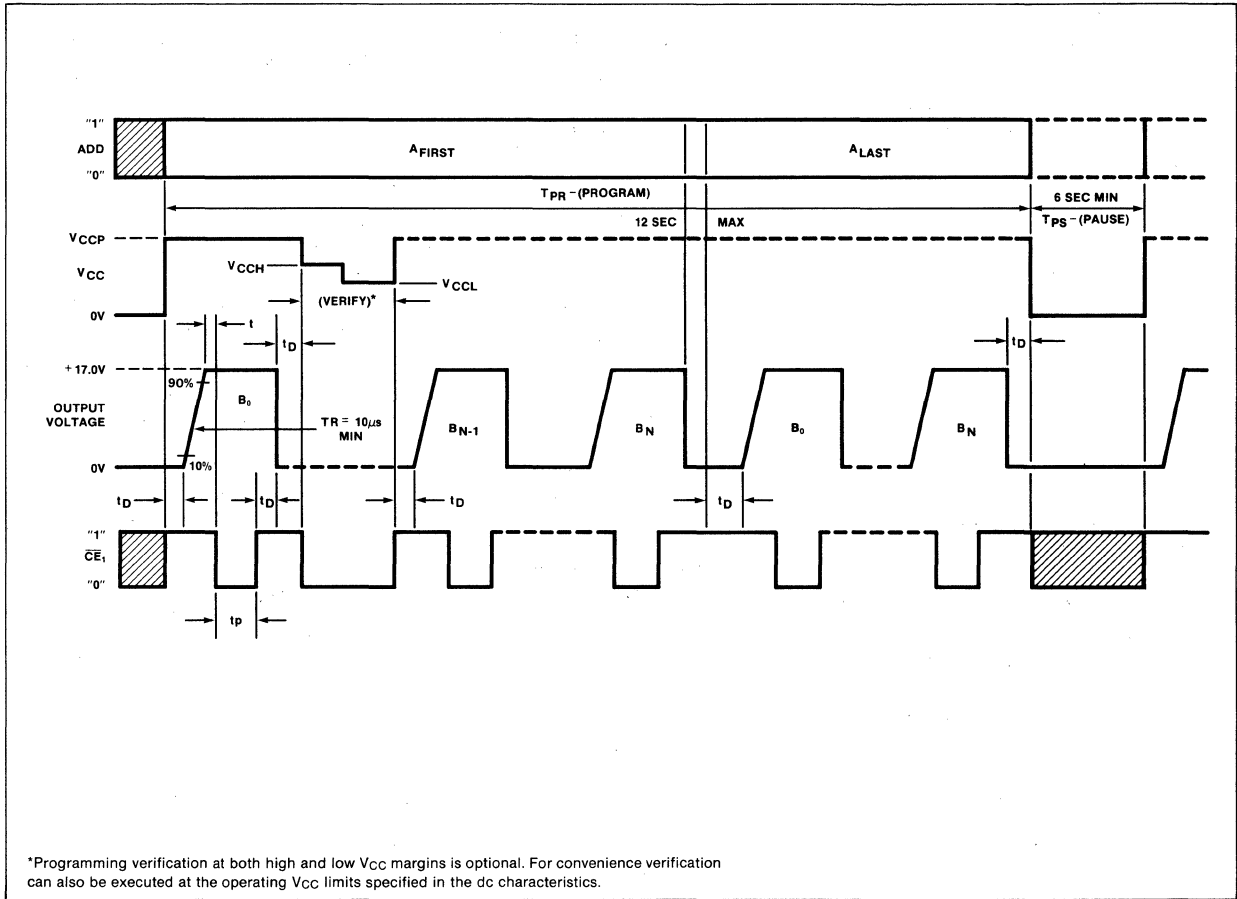 "1"
ADD
"0"
A FIRST
A LAST
TPR-(PROGRAM)
12 SEC MAX
6 SEC MIN
TPS-(PAUSE)
VCCP
VCC
0V
VCCH
VCCL
(VERIFY)*
t
tD
tD
+17.0V
90%
OUTPUT
VOLTAGE
10%
0V
B0
TR = 10μs
MIN
BN-1
BN
B0
BN
tD
tD
tD
tD
"1"
CE1
"0"
tp
*Programming verification at both high and low VCC margins is optional. For convenience verification
can also be executed at the operating VCC limits specified in the dc characteristics.